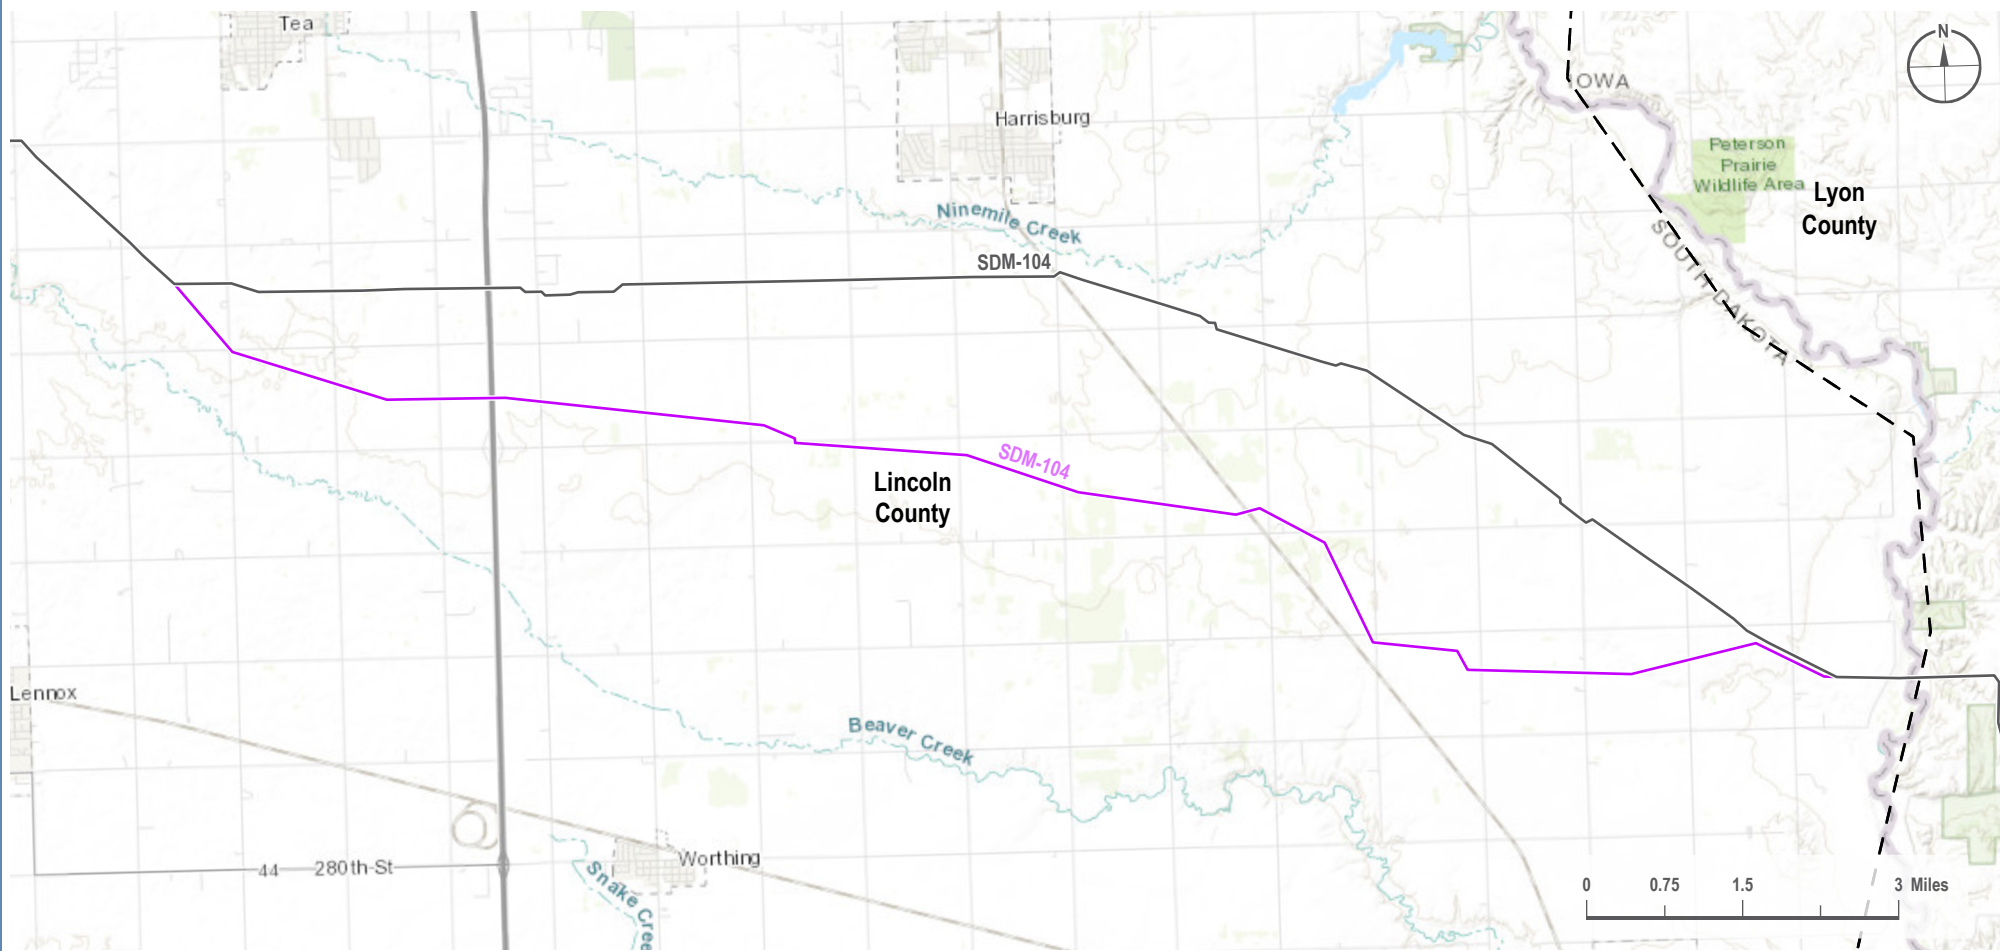 Tea
N
IOWA
Harrisburg
Peterson
Prairie
Wildlife Area
Lyon
County
Ninemile Creek
SOUTH DAKOTA
SDM-104
SDM-104
Lincoln
County
Lennox
Beaver Creek
Worthing
44
280th-St
Snake Cree
0 0.75 1.5 3 Miles